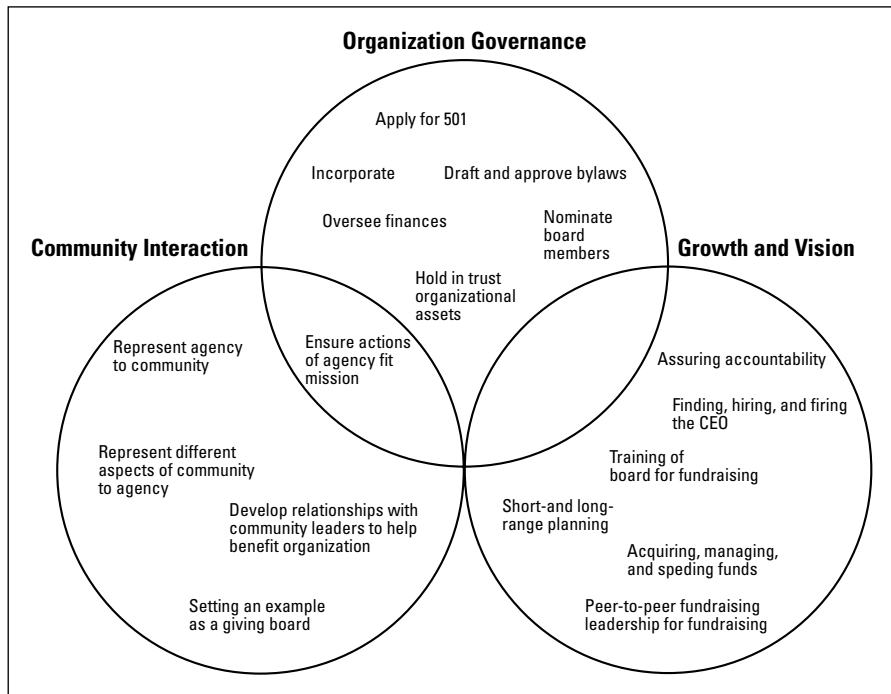 Organization Governance
Apply for 501
Incorporate
Draft and approve bylaws
Oversee finances
Nominate
board
members
Community Interaction
Growth and Vision
Hold in trust
organizational
assets
Ensure actions
of agency fit
mission
Represent agency
to community
Represent different
aspects of community
to agency
Develop relationships with
community leaders to help
benefit organization
Setting an example
as a giving board
Assuring accountability
Finding, hiring, and firing
the CEO
Training of
board for fundraising
Short-and long-
range planning
Acquiring, managing,
and speding funds
Peer-to-peer fundraising
leadership for fundraising